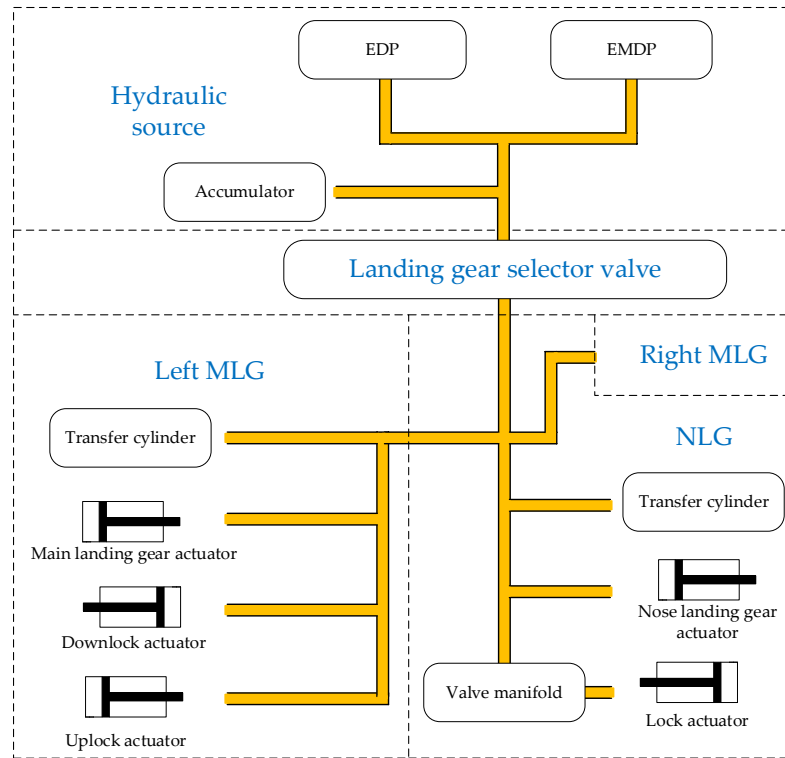 EDP
EMDP
Hydraulic
source
Accumulator
Landing gear selector valve
Left MLG
Right MLG
Transfer cylinder
NLG
Transfer cylinder
Main landing gear actuator
Nose landing gear
actuator
Downlock actuator
Valve manifold
Lock actuator
Uplock actuator